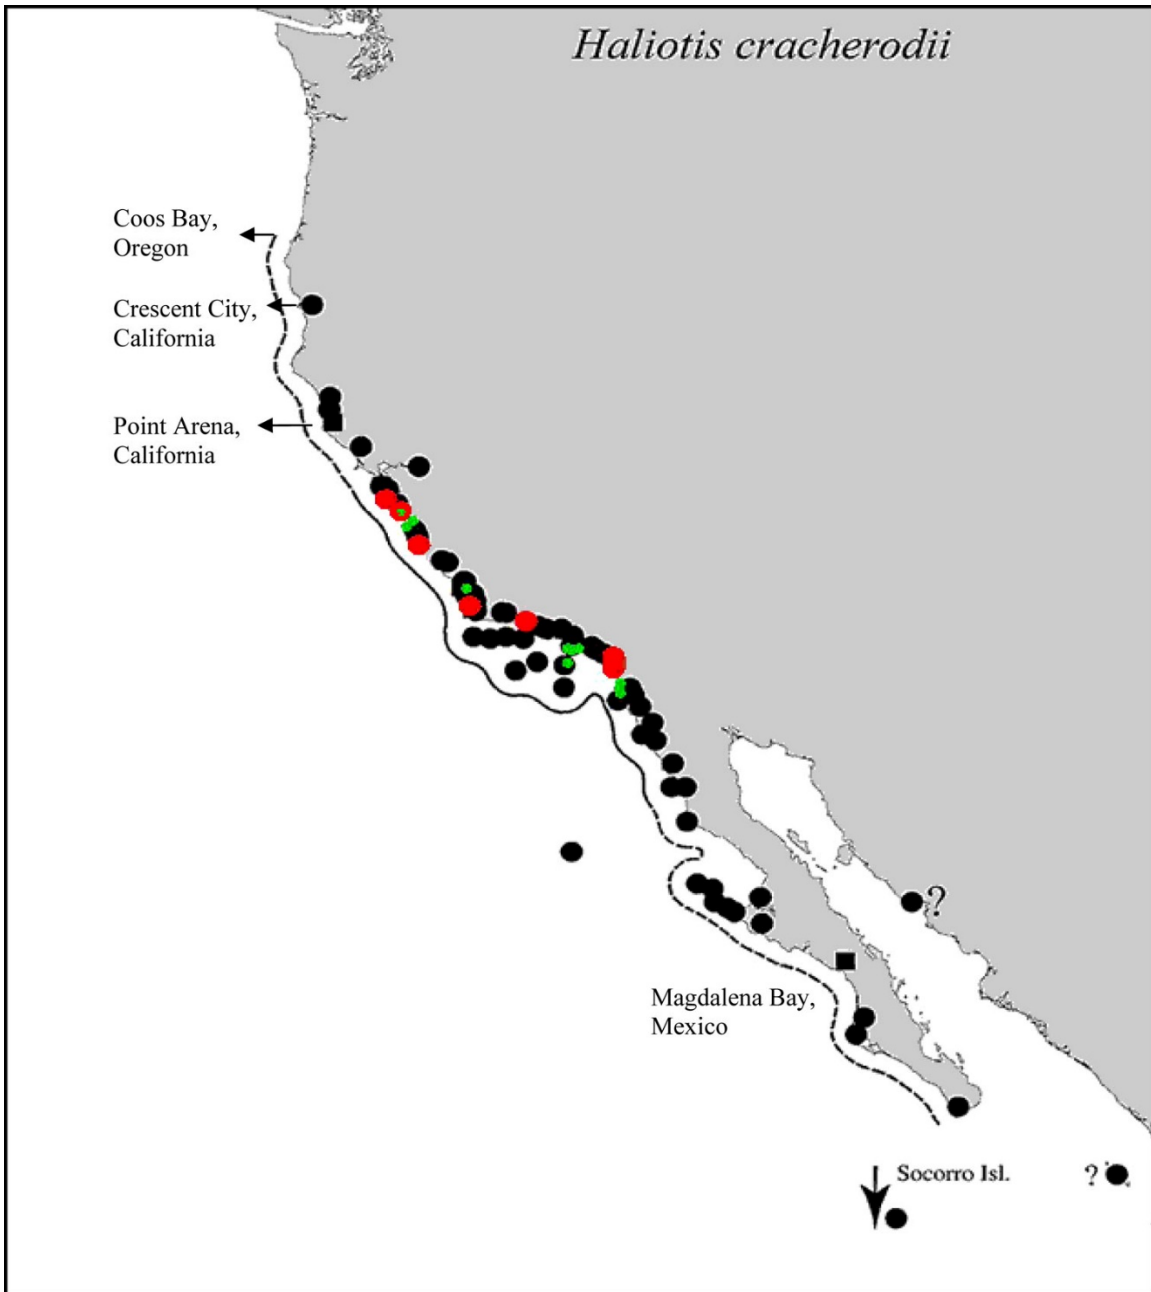 Haliotis cracherodii
Coos Bay,
Oregon
Crescent City,
California
Point Arena,
California
?
Magdalena Bay,
Mexico
Socorro Isl.
?